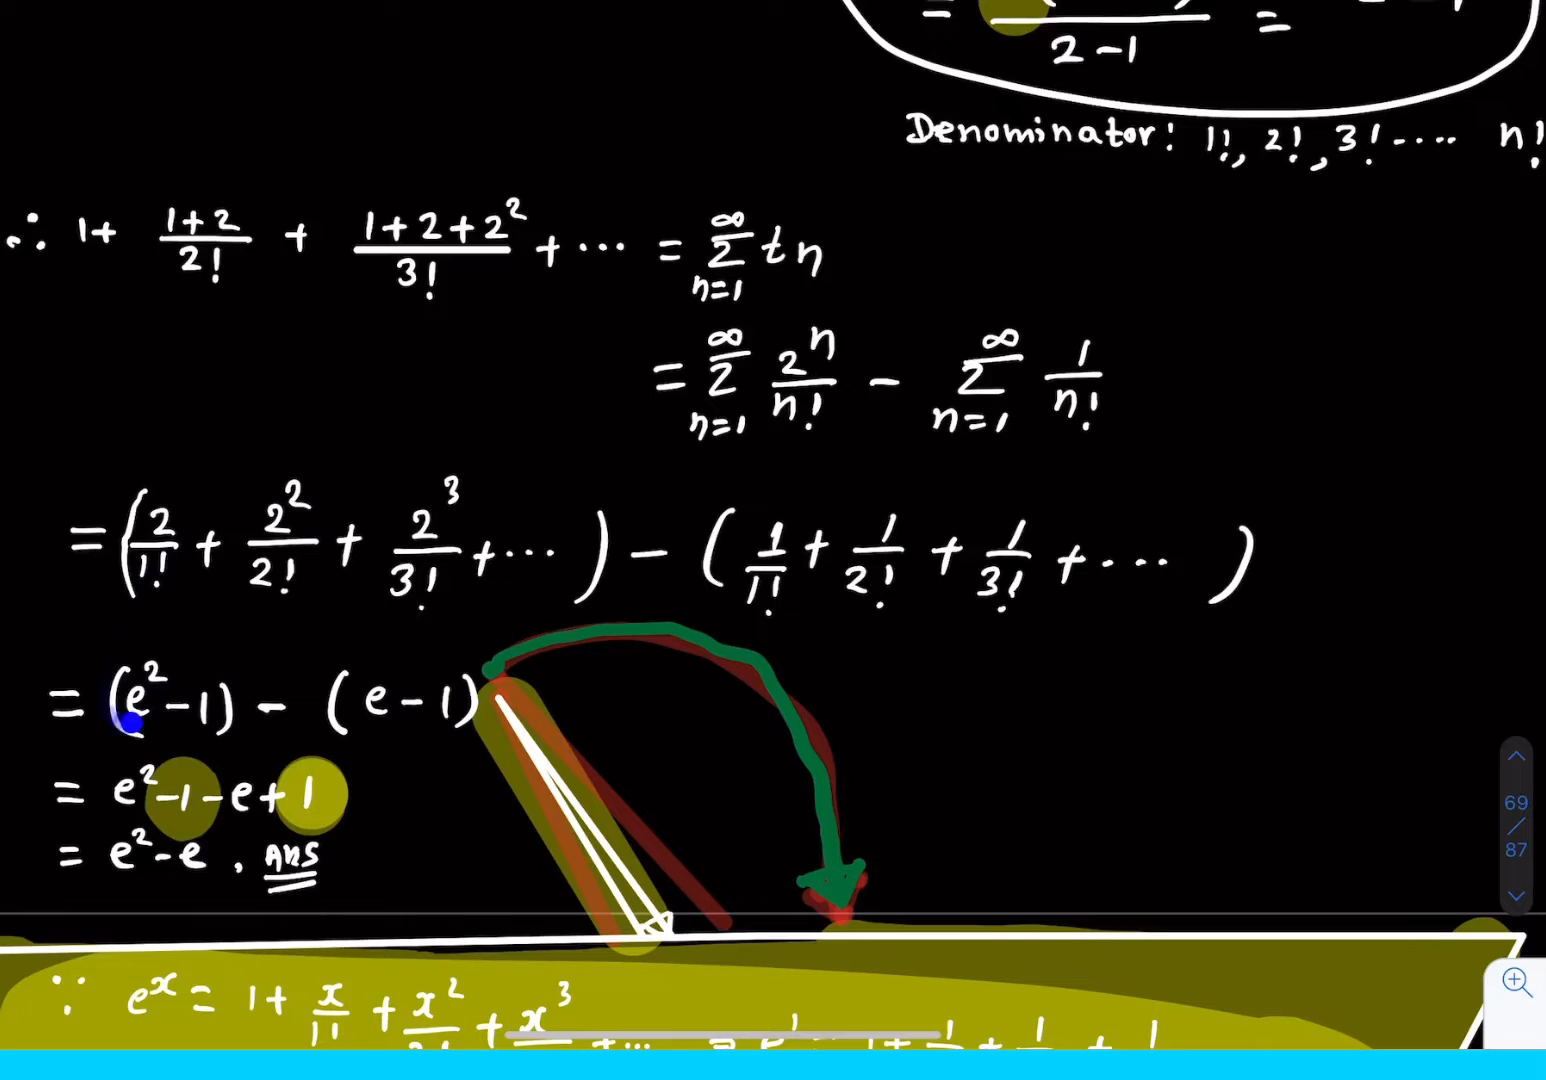 2 - 1
Denominator: 1!, 2!, 3! .... n!
∴ 1 + (1+2)/2! + (1+2+2²)/3! + ... = Σ_{n=1}^{∞} tn
= Σ_{n=1}^{∞} 2ⁿ/n! - Σ_{n=1}^{∞} 1/n!
= (2/1! + 2²/2! + 2³/3! + ...) - (1/1! + 1/2! + 1/3! + ...)
= (e² - 1) - (e - 1)
= e² - 1 - e + 1
= e² - e , Ans
69
/
87
∵ eˣ = 1 + x/1! + x²/2! + x³